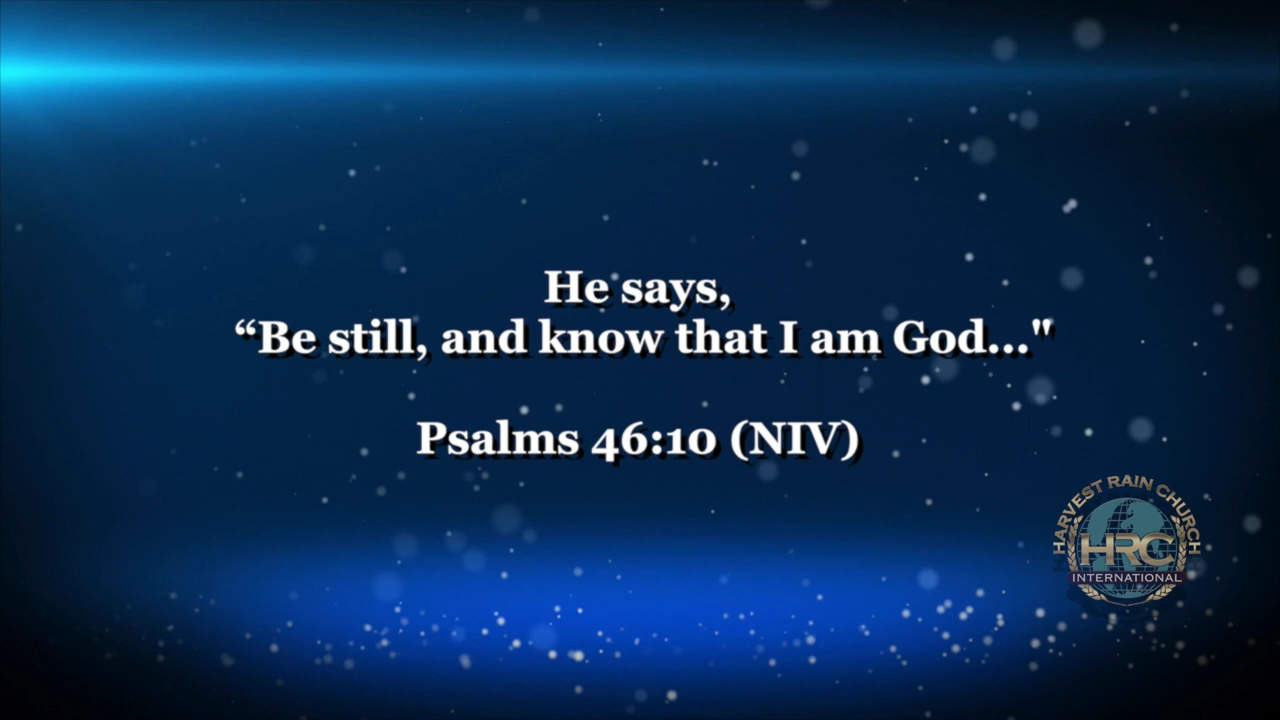 He says,
“Be still, and know that I am God..."
Psalms 46:10 (NIV)
HARVEST RAIN CHURCH
HRC
INTERNATIONAL